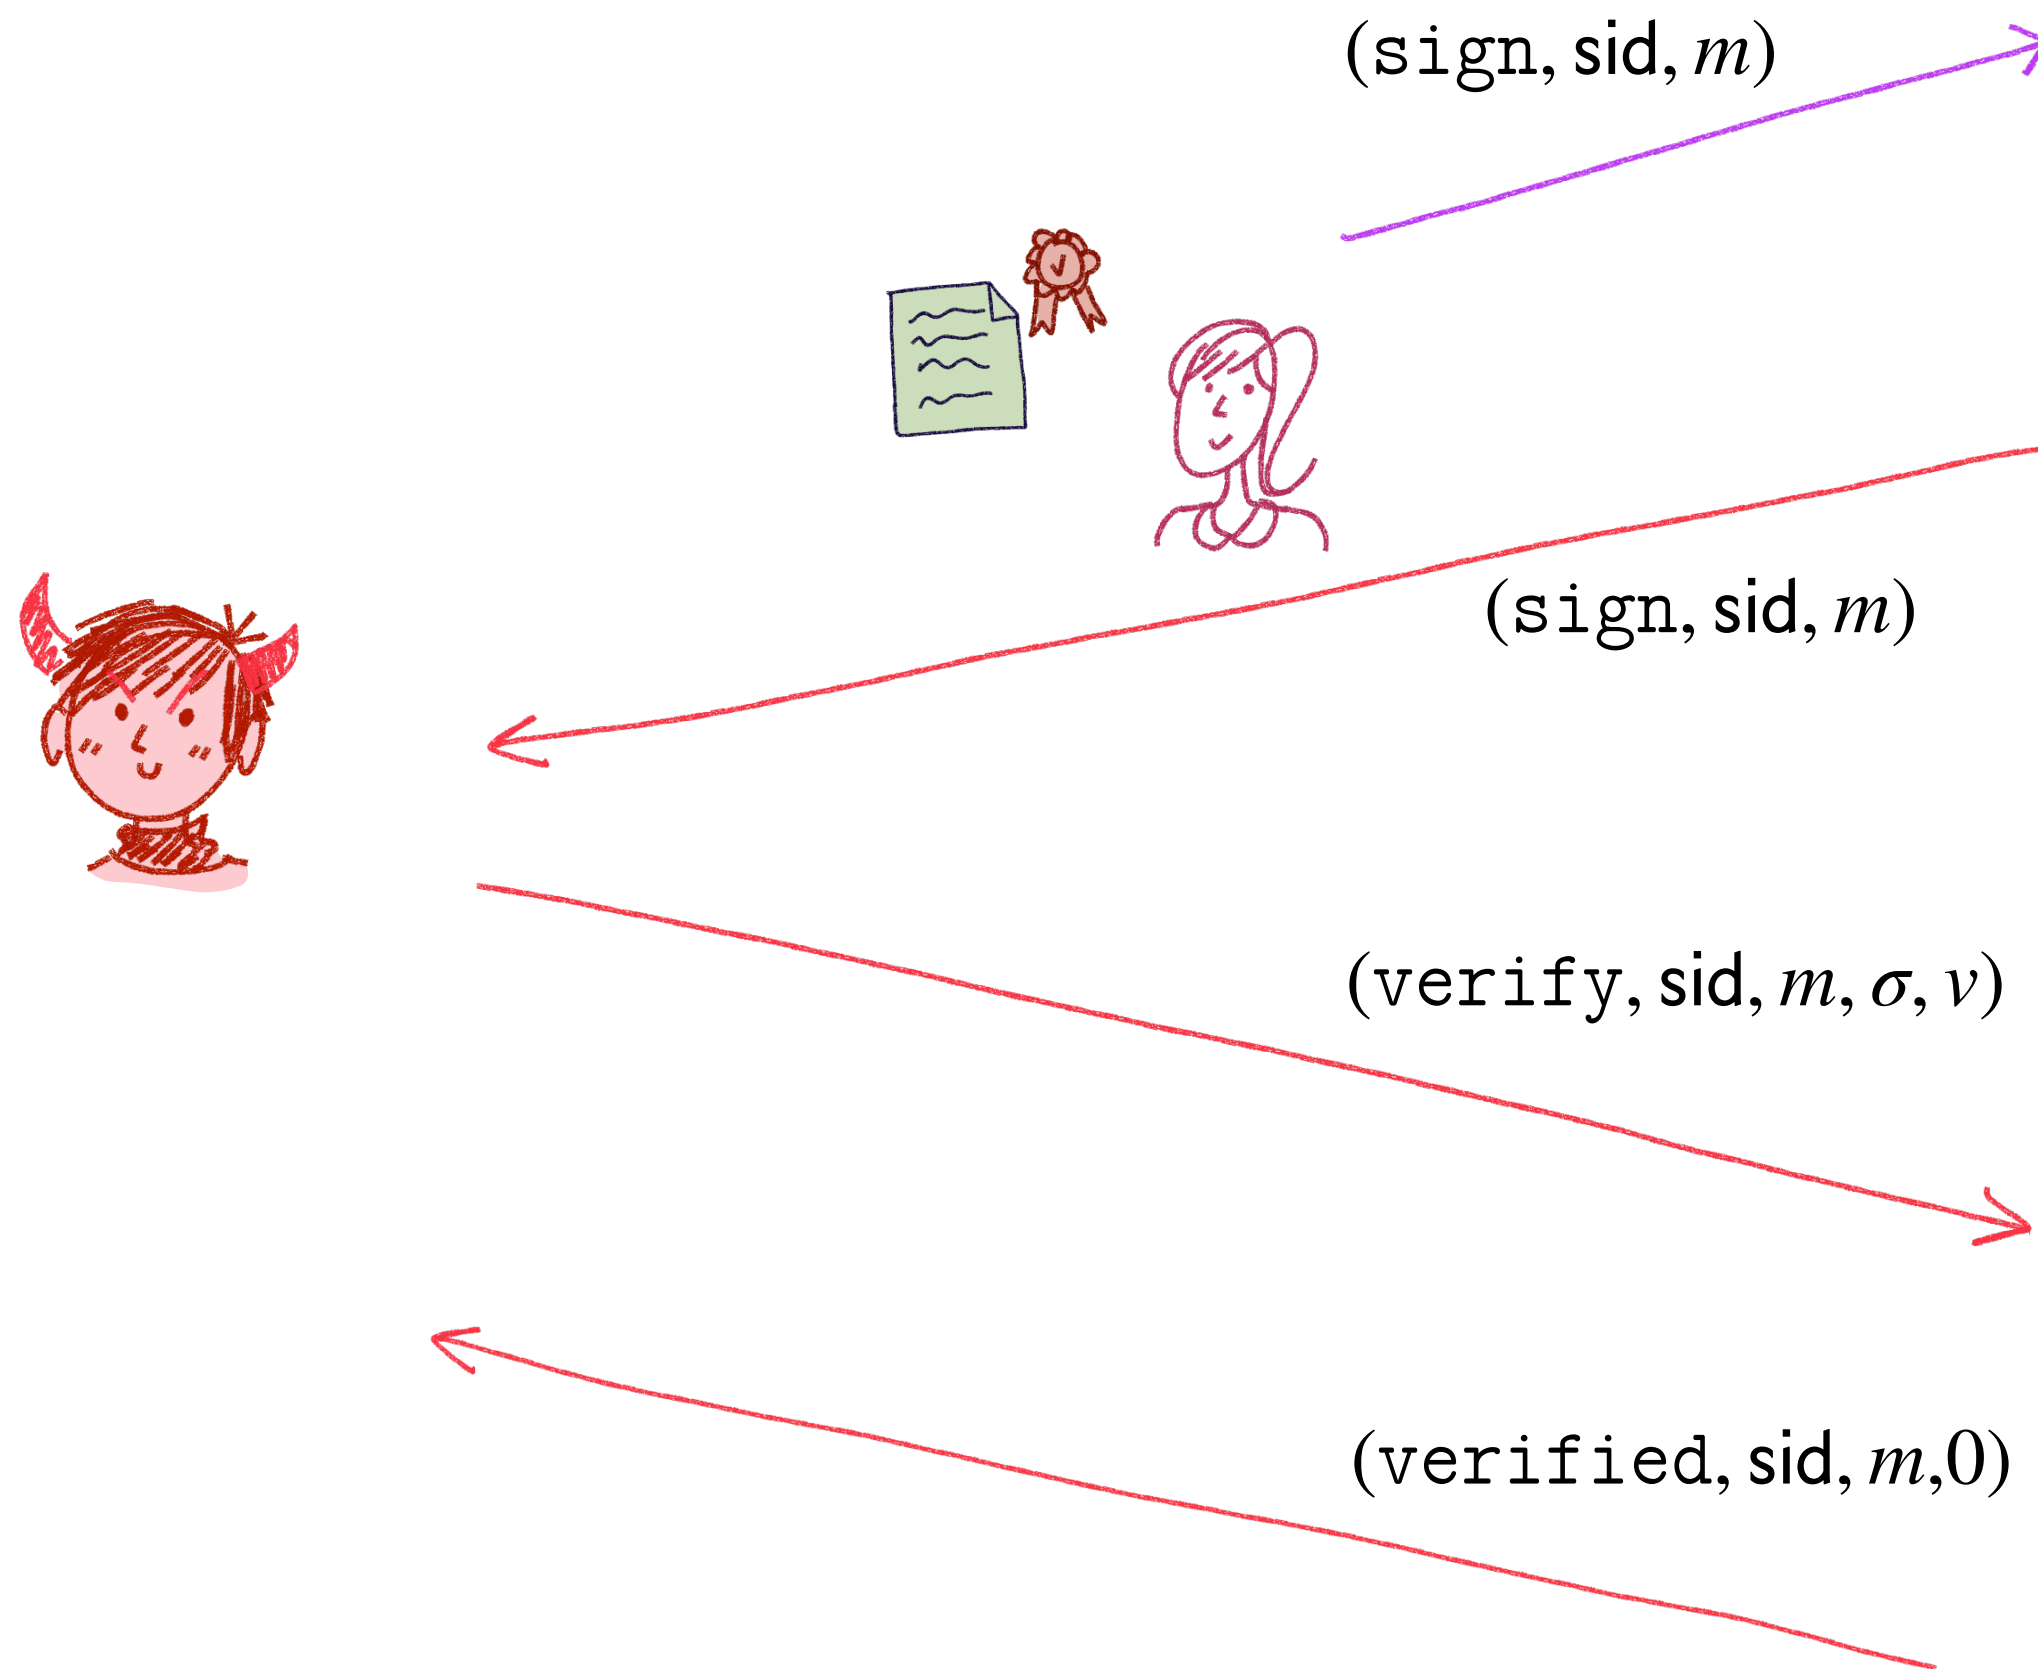 (sign, sid, m)
(sign, sid, m)
(verify, sid, m, σ, v)
(verified, sid, m,0)